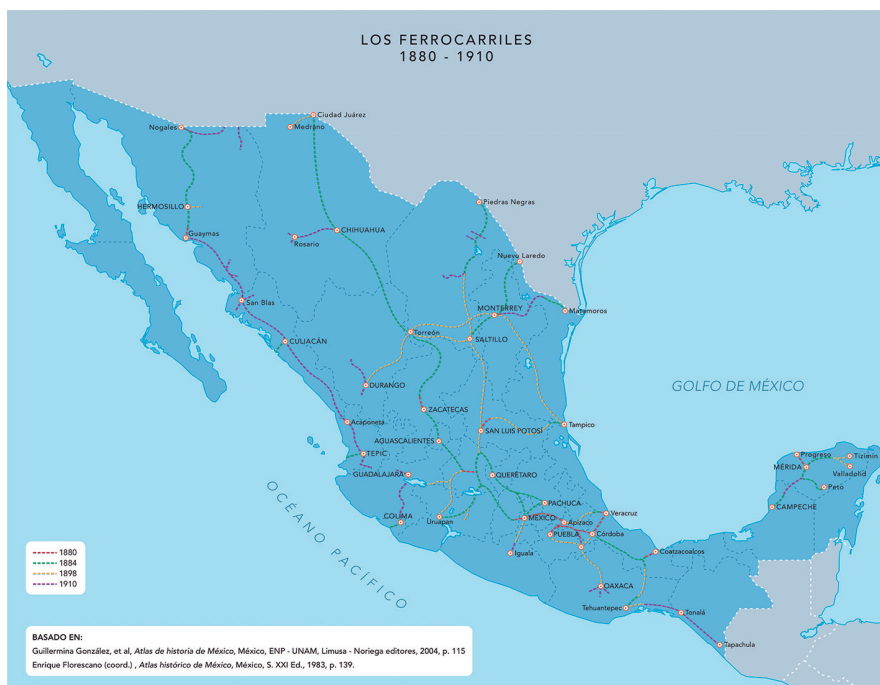 LOS FERROCARRILES
1880 - 1910
Ciudad Juárez
Nogales
Medrano
HERMOSILLO
Piedras Negras
Guaymas
CHIHUAHUA
Rosario
Nuevo Laredo
San Blas
MONTERREY
Matamoros
Torreón
SALTILLO
CULIACÁN
GOLFO DE MÉXICO
DURANGO
ZACATECAS
Acaponeta
Tampico
SAN LUIS POTOSÍ
AGUASCALIENTES
TEPIC
Progreso
Tizimín
MÉRIDA
Valladolid
GUADALAJARA
QUERÉTARO
Peto
OCÉANO PACÍFICO
PACHUCA
CAMPECHE
COLIMA
Uruapan
MÉXICO
Apizaco
Veracruz
PUEBLA
Córdoba
Iguala
Coatzacoalcos
1880
1884
1898
1910
OAXACA
Tehuantepec
Tonalá
Tapachula
BASADO EN:
Guillermina González, et al, Atlas de historia de México, México, ENP - UNAM, Limusa - Noriega editores, 2004, p. 115
Enrique Florescano (coord.) , Atlas histórico de México, México, S. XXI Ed., 1983, p. 139.